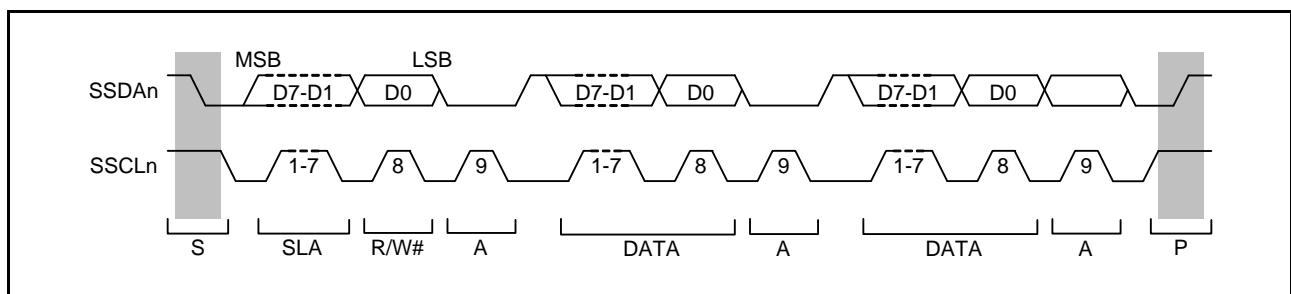 MSB LSB
SSDAn D7-D1 D0 D7-D1 D0 D7-D1 D0
SSCLn 1-7 8 9 1-7 8 9 1-7 8 9
S SLA R/W# A DATA A DATA A P